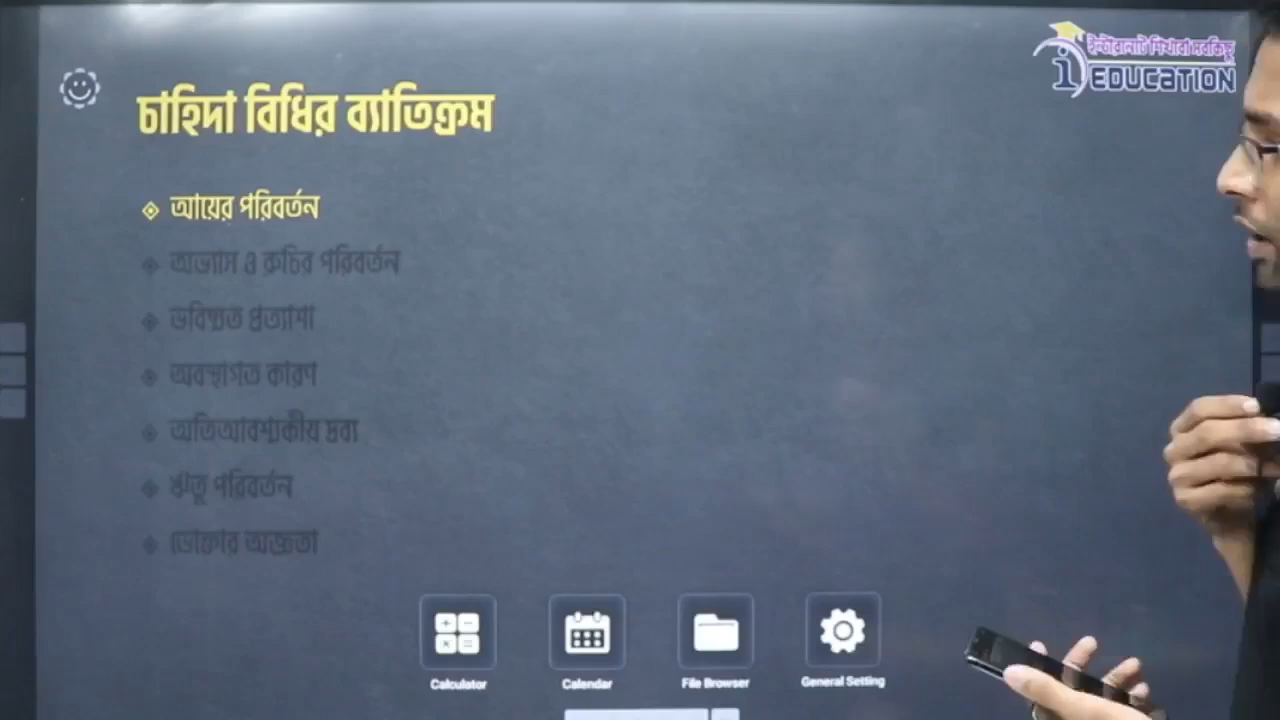 ইন্টারনেটে শিখবো সবকিছু
i EDUCATION
চাহিদা বিধির ব্যতিক্রম
আয়ের পরিবর্তন
অভ্যাস ও রুচির পরিবর্তন
ভবিষ্যত প্রত্যাশা
অবস্থাগত কারণ
অতিআবশ্যকীয় দ্রব্য
ঋতু পরিবর্তন
ভোক্তার অজ্ঞতা
Calculator
Calendar
File Browser
General Setting